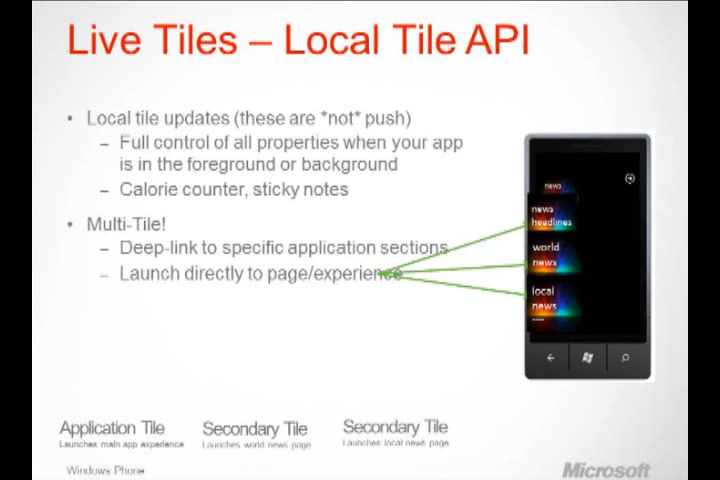 Live Tiles – Local Tile API
• Local tile updates (these are *not* push)
– Full control of all properties when your app
is in the foreground or background
– Calorie counter, sticky notes
• Multi-Tile!
– Deep-link to specific application sections
– Launch directly to page/experience
news
news
headlines
world
news
local
news
Application Tile
Launches main app experience
Secondary Tile
Launches world news page
Secondary Tile
Launches local news page
Windows Phone
Microsoft